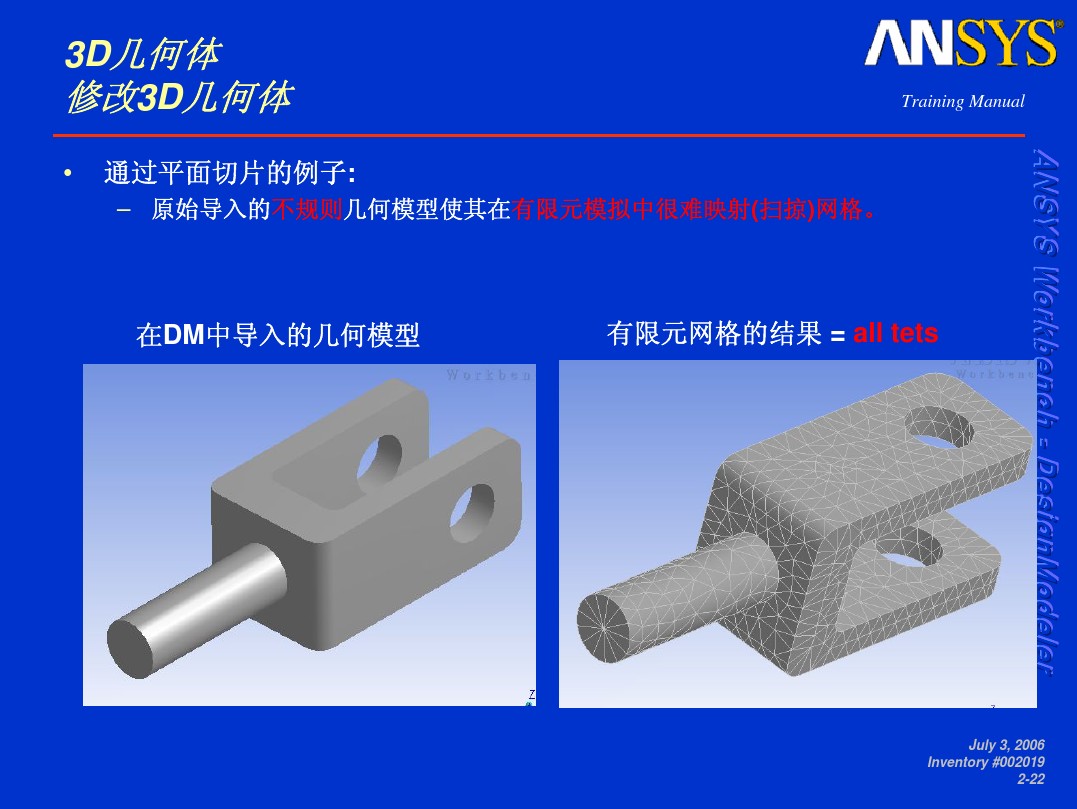 3D几何体
修改3D几何体
ANSYS®
Training Manual
• 通过平面切片的例子:
– 原始导入的不规则几何模型使其在有限元模拟中很难映射(扫掠)网格。
在DM中导入的几何模型
有限元网格的结果 = all tets
Workben
Workbenc
Z
ANSYS Workbench - DesignModeler
July 3, 2006
Inventory #002019
2-22